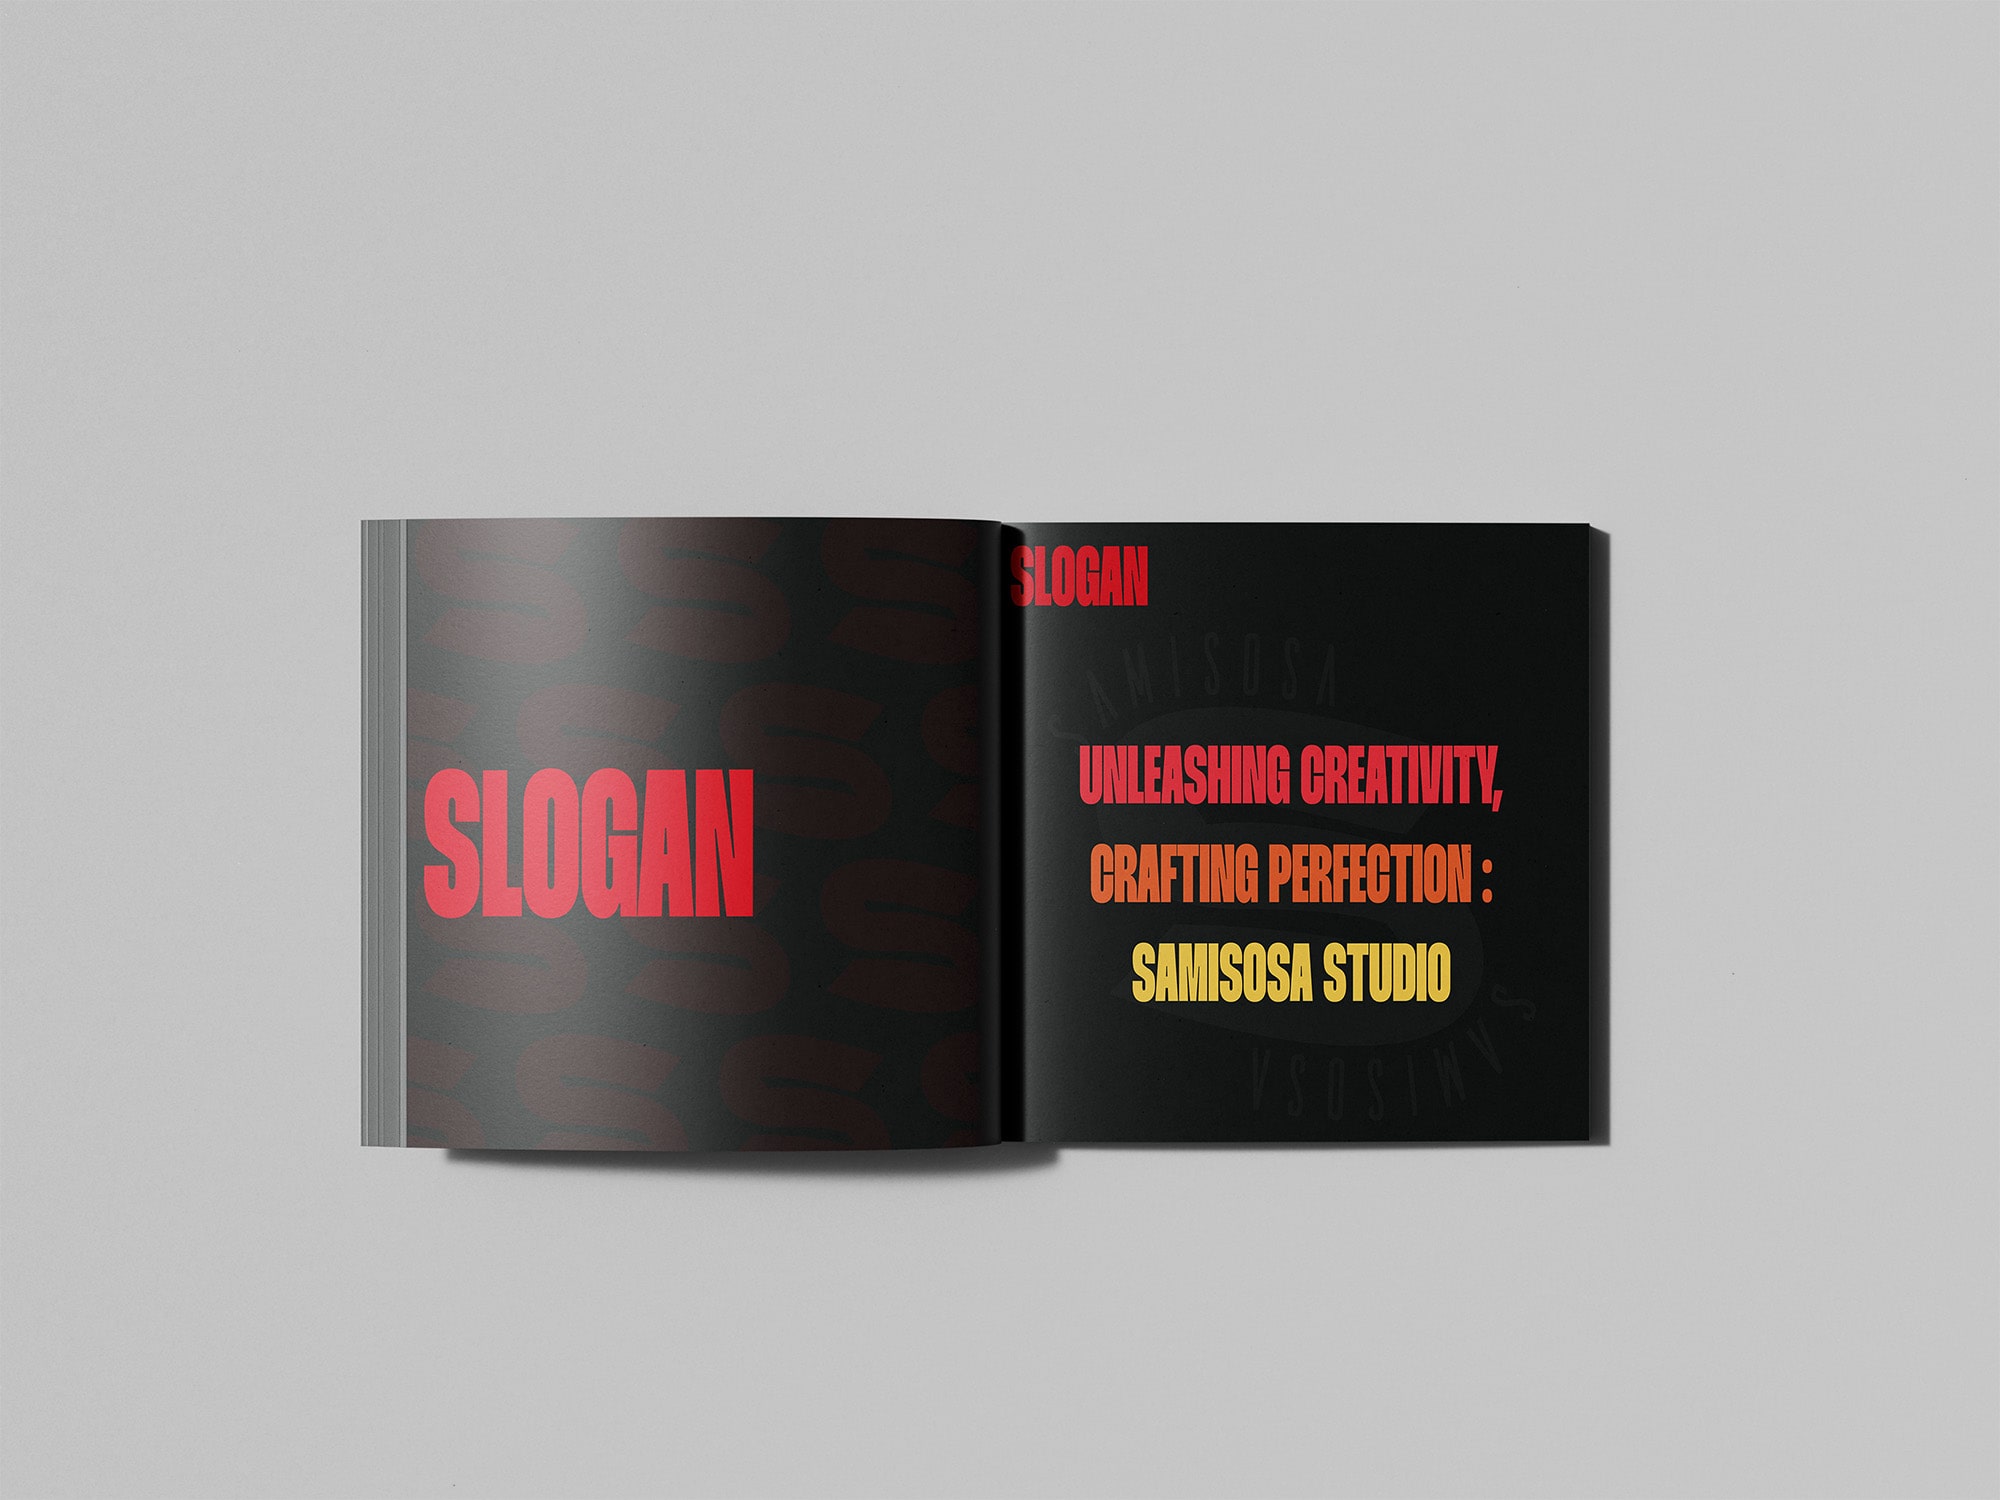 SLOGAN
SLOGAN
SAMISOSA
UNLEASHING CREATIVITY,
CRAFTING PERFECTION :
SAMISOSA STUDIO
SAMISOSA